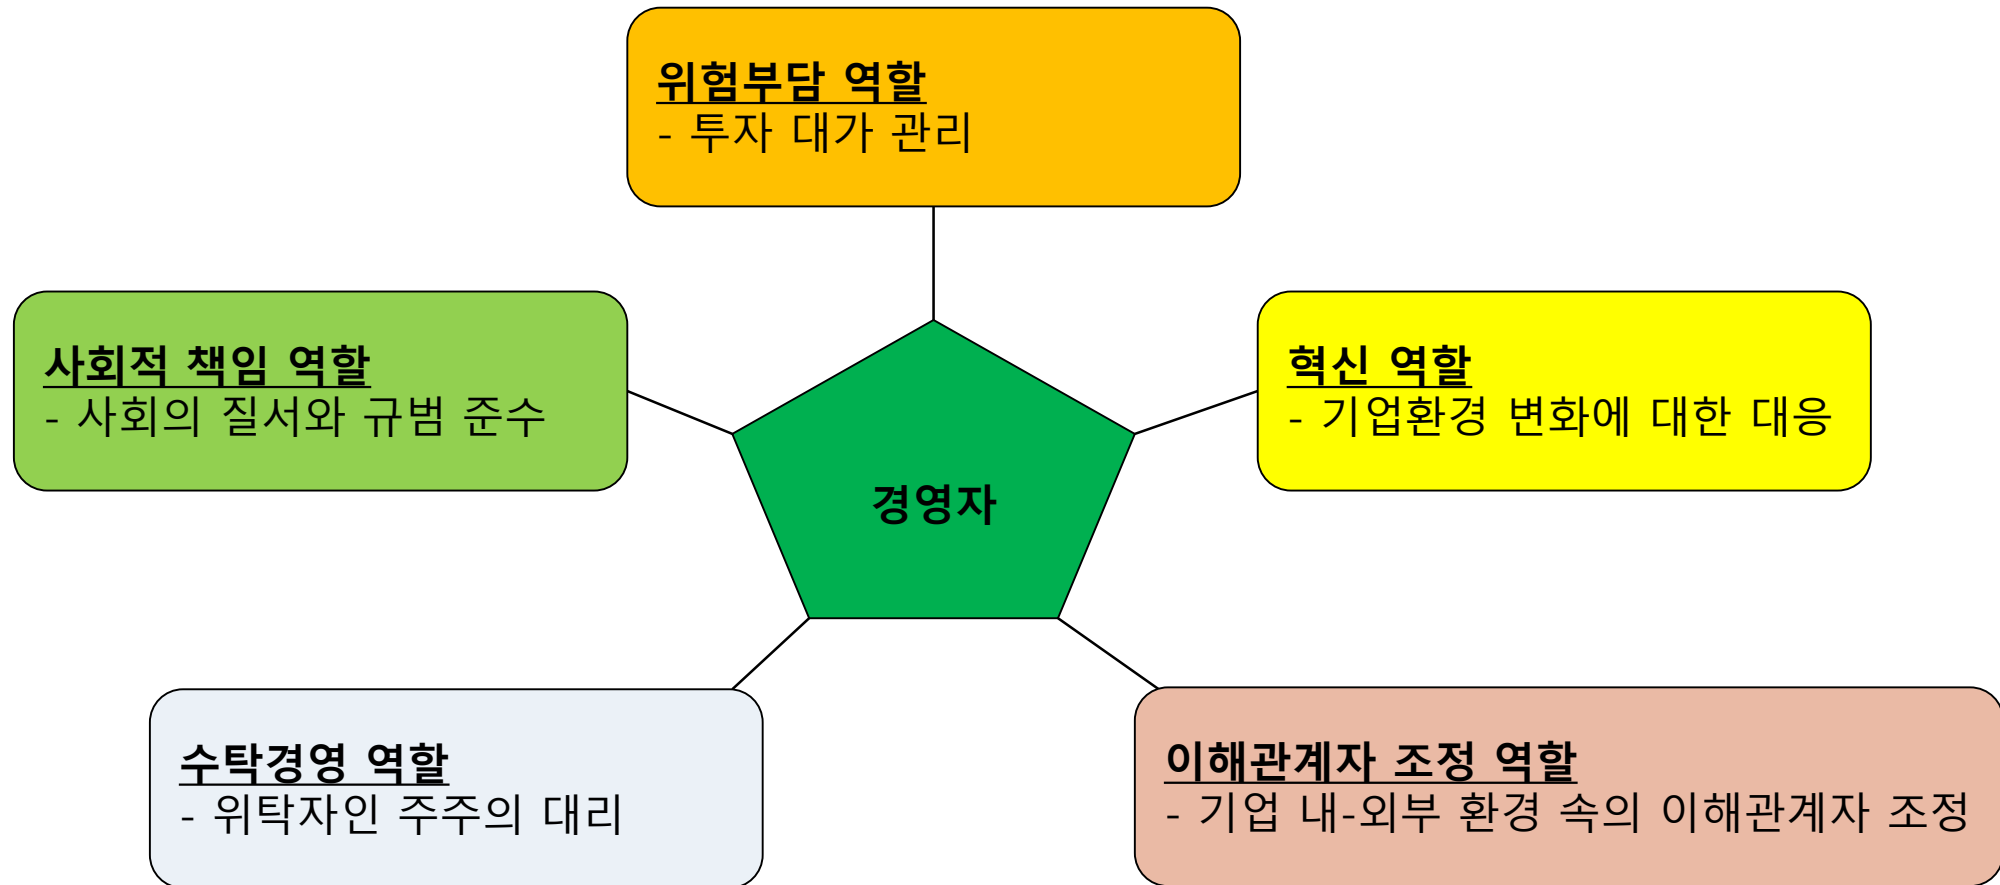 위험부담 역할
- 투자 대가 관리
사회적 책임 역할
- 사회의 질서와 규범 준수
혁신 역할
- 기업환경 변화에 대한 대응
경영자
수탁경영 역할
- 위탁자인 주주의 대리
이해관계자 조정 역할
- 기업 내-외부 환경 속의 이해관계자 조정